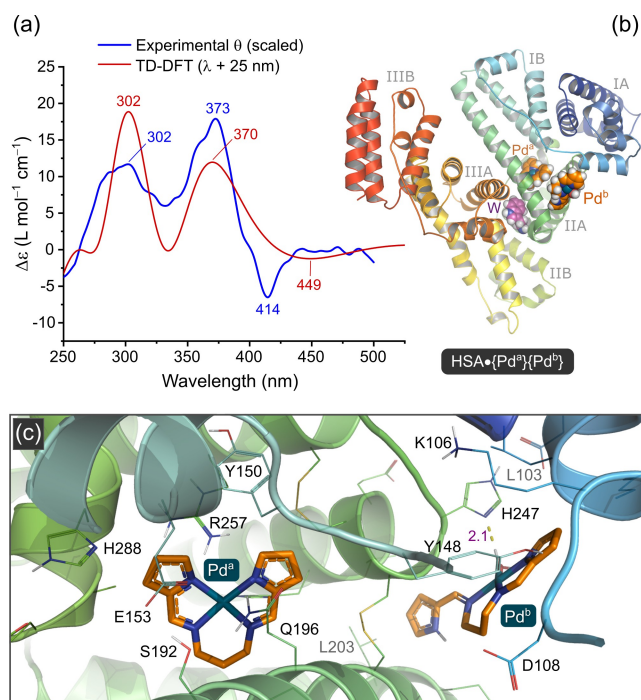 (a)
Experimental θ (scaled)
TD-DFT (λ + 25 nm)
25
20
15
10
5
0
-5
-10
250
300
350
400
450
500
Δε (L mol⁻¹ cm⁻¹)
Wavelength (nm)
302
302
373
370
414
449
(b)
IIIB
IB
IA
IIIA
Pdᵃ
Pdᵇ
W
IIA
IIB
HSA●{Pdᵃ}{Pdᵇ}
(c)
Y150
K106
L103
R257
H247
H288
2.1
Y148
Pdᵃ
E153
Pdᵇ
Q196
S192
L203
D108